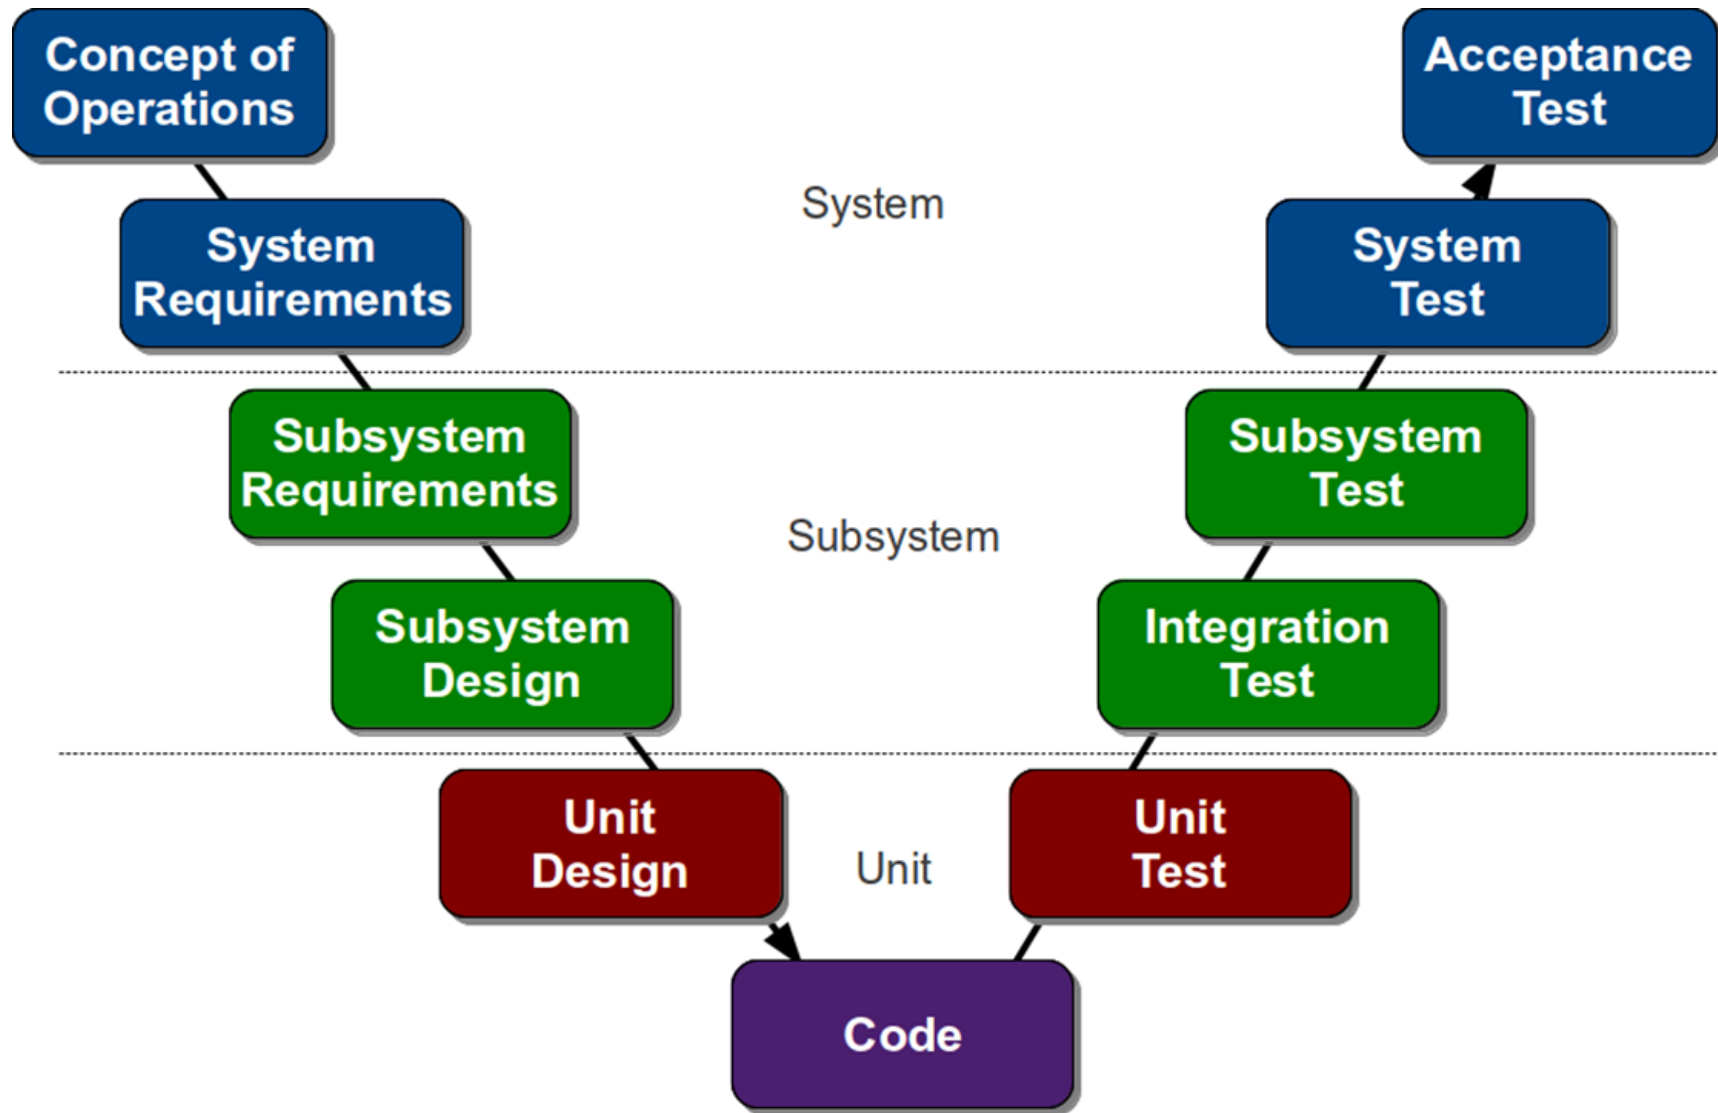 Concept of
Operations
Acceptance
Test
System
System
Requirements
System
Test
Subsystem
Requirements
Subsystem
Subsystem
Test
Subsystem
Design
Integration
Test
Unit
Design
Unit
Unit
Test
Code